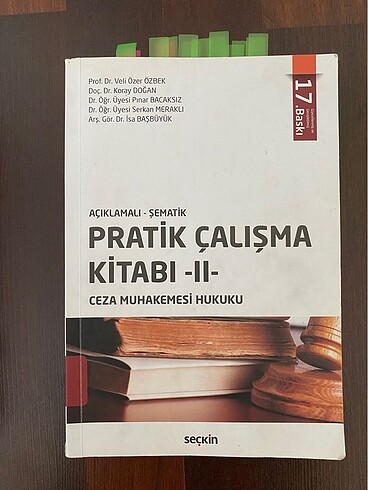 Prof. Dr. Veli Özer ÖZBEK
Doç. Dr. Koray DOĞAN
Dr. Öğr. Üyesi Pınar BACAKSIZ
Dr. Öğr. Üyesi Serkan MERAKLI
Arş. Gör. Dr. İsa BAŞBÜYÜK
17.Baskı
AÇIKLAMALI - ŞEMATİK
PRATİK ÇALIŞMA
KİTABI -II-
CEZA MUHAKEMESİ HUKUKU
seçkin